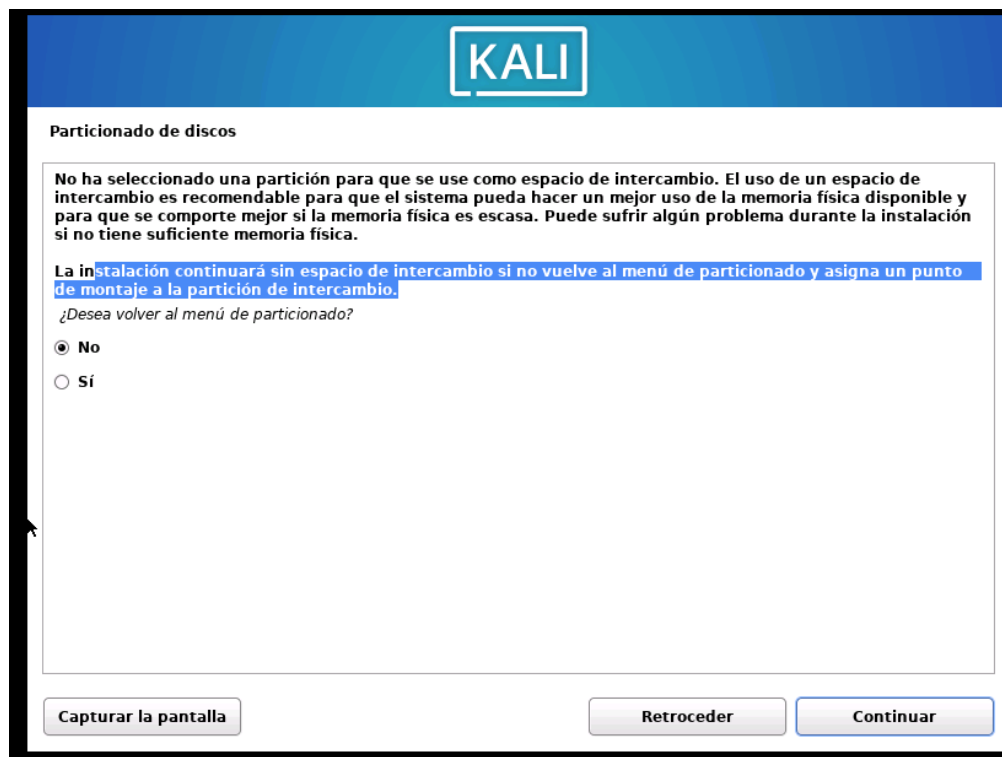 KALI
Particionado de discos
No ha seleccionado una partición para que se use como espacio de intercambio. El uso de un espacio de
intercambio es recomendable para que el sistema pueda hacer un mejor uso de la memoria física disponible y
para que se comporte mejor si la memoria física es escasa. Puede sufrir algún problema durante la instalación
si no tiene suficiente memoria física.
La instalación continuará sin espacio de intercambio si no vuelve al menú de particionado y asigna un punto
de montaje a la partición de intercambio.
¿Desea volver al menú de particionado?
No
Sí
Capturar la pantalla
Retroceder
Continuar